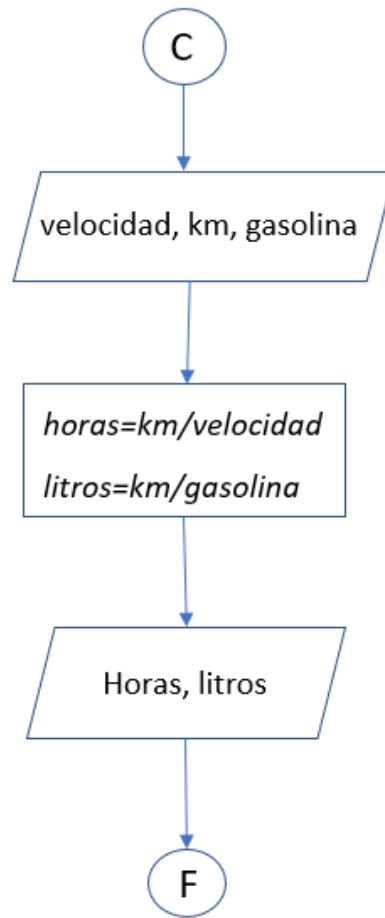 C
velocidad, km, gasolina
horas=km/velocidad
litros=km/gasolina
Horas, litros
F